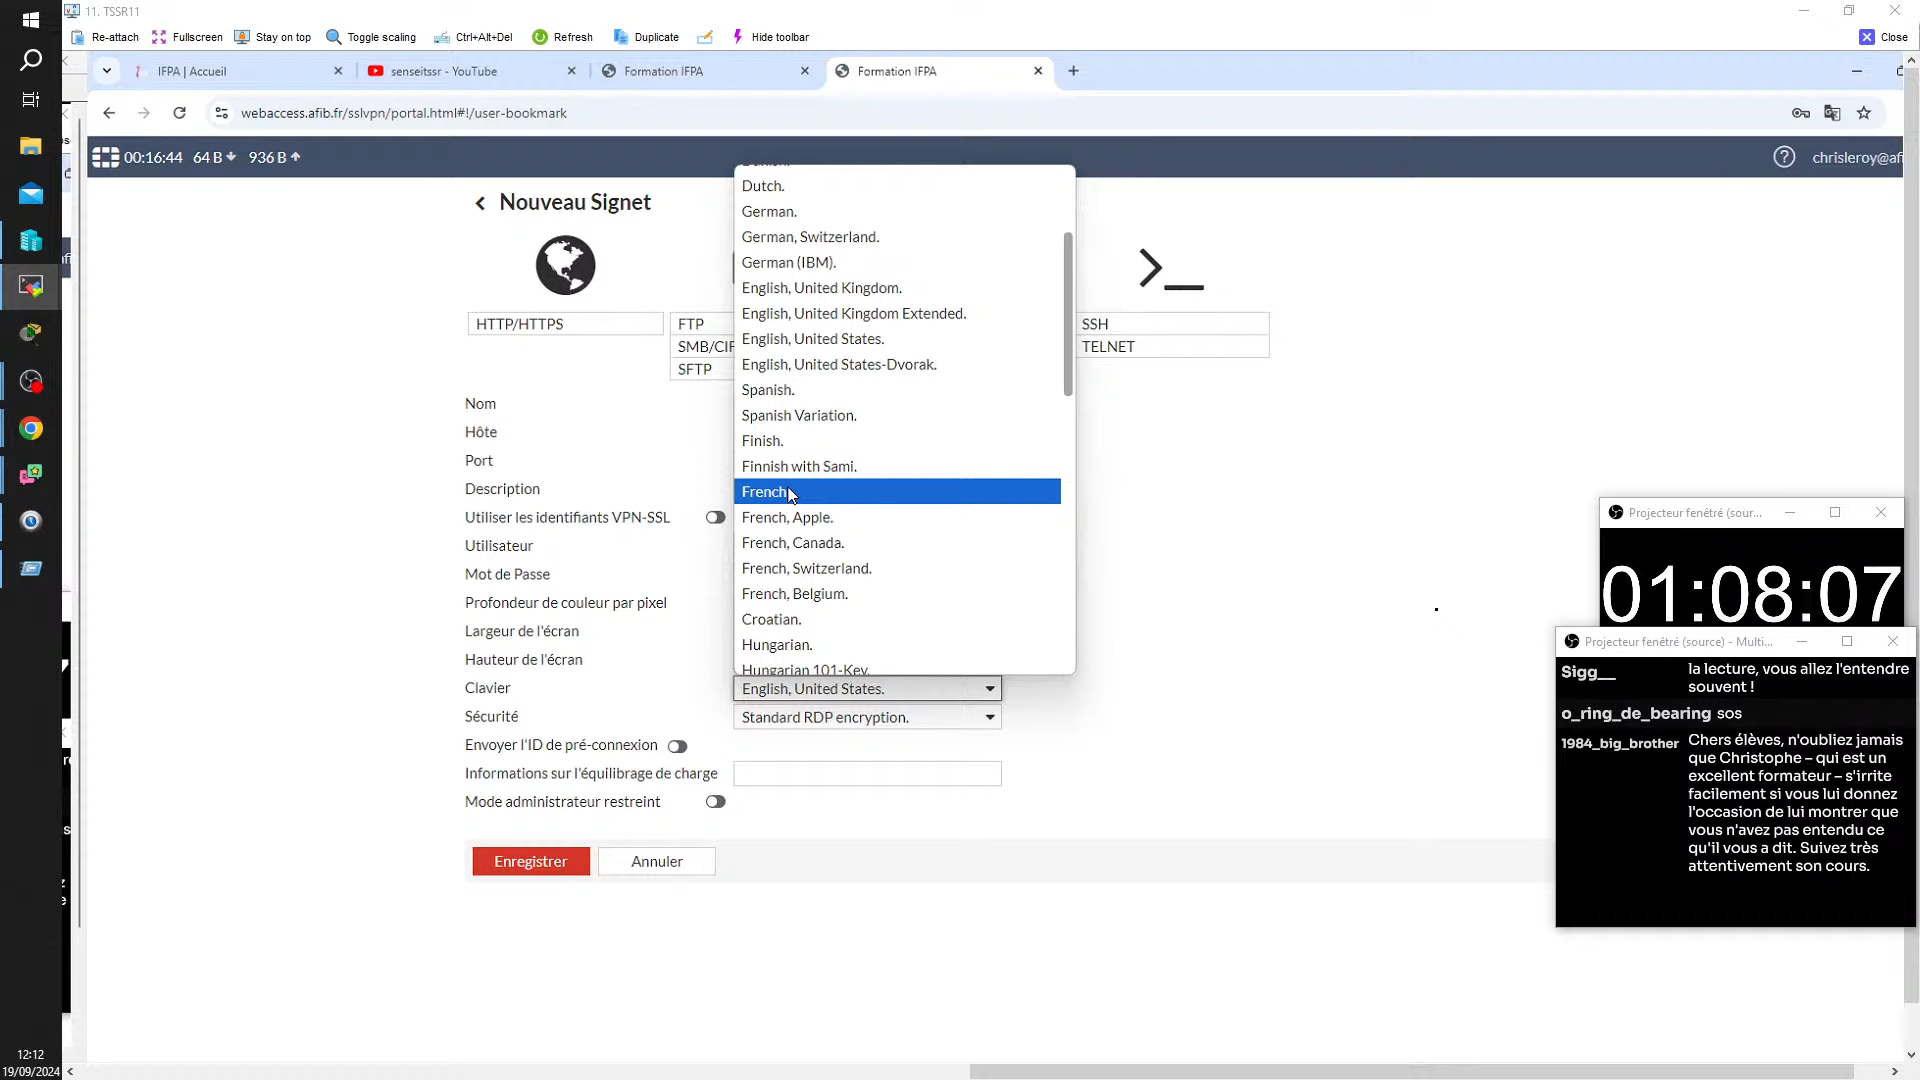 11. TSSR11
Re-attach Fullscreen Stay on top Toggle scaling Ctrl+Alt+Del Refresh Duplicate Hide toolbar Close
IFPA | Accueil senseitssr - YouTube Formation IFPA Formation IFPA
webaccess.afib.fr/sslvpn/portal.html#!/user-bookmark
00:16:44 64 B 936 B chrisleroy@afi
Nouveau Signet
HTTP/HTTPS
FTP
SMB/CIF
SFTP
SSH
TELNET
Nom
Hôte
Port
Description
Utiliser les identifiants VPN-SSL
Utilisateur
Mot de Passe
Profondeur de couleur par pixel
Largeur de l'écran
Hauteur de l'écran
Clavier
Sécurité
Envoyer l'ID de pré-connexion
Informations sur l'équilibrage de charge
Mode administrateur restreint
Enregistrer Annuler
Dutch.
German.
German, Switzerland.
German (IBM).
English, United Kingdom.
English, United Kingdom Extended.
English, United States.
English, United States-Dvorak.
Spanish.
Spanish Variation.
Finish.
Finnish with Sami.
French
French, Apple.
French, Canada.
French, Switzerland.
French, Belgium.
Croatian.
Hungarian.
Hungarian 101-Key.
English, United States.
Standard RDP encryption.
Projecteur fenêtré (sour...
01:08:07
Projecteur fenêtré (source) - Multi...
Sigg__ la lecture, vous allez l'entendre
souvent !
o_ring_de_bearing sos
1984_big_brother Chers élèves, n'oubliez jamais
que Christophe – qui est un
excellent formateur – s'irrite
facilement si vous lui donnez
l'occasion de lui montrer que
vous n'avez pas entendu ce
qu'il vous a dit. Suivez très
attentivement son cours.
12:12
19/09/2024